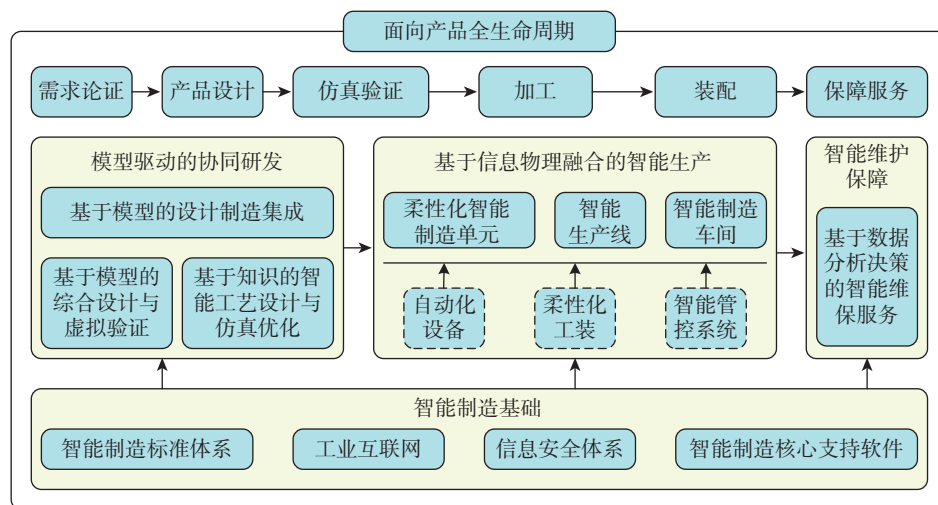 面向产品全生命周期
需求论证
产品设计
仿真验证
加工
装配
保障服务
模型驱动的协同研发
基于模型的设计制造集成
基于模型的
综合设计与
虚拟验证
基于知识的智
能工艺设计与
仿真优化
基于信息物理融合的智能生产
柔性化智能
制造单元
智能
生产线
智能制造
车间
自动化
设备
柔性化
工装
智能管
控系统
智能维护
保障
基于数据
分析决策
的智能维
保服务
智能制造基础
智能制造标准体系
工业互联网
信息安全体系
智能制造核心支持软件